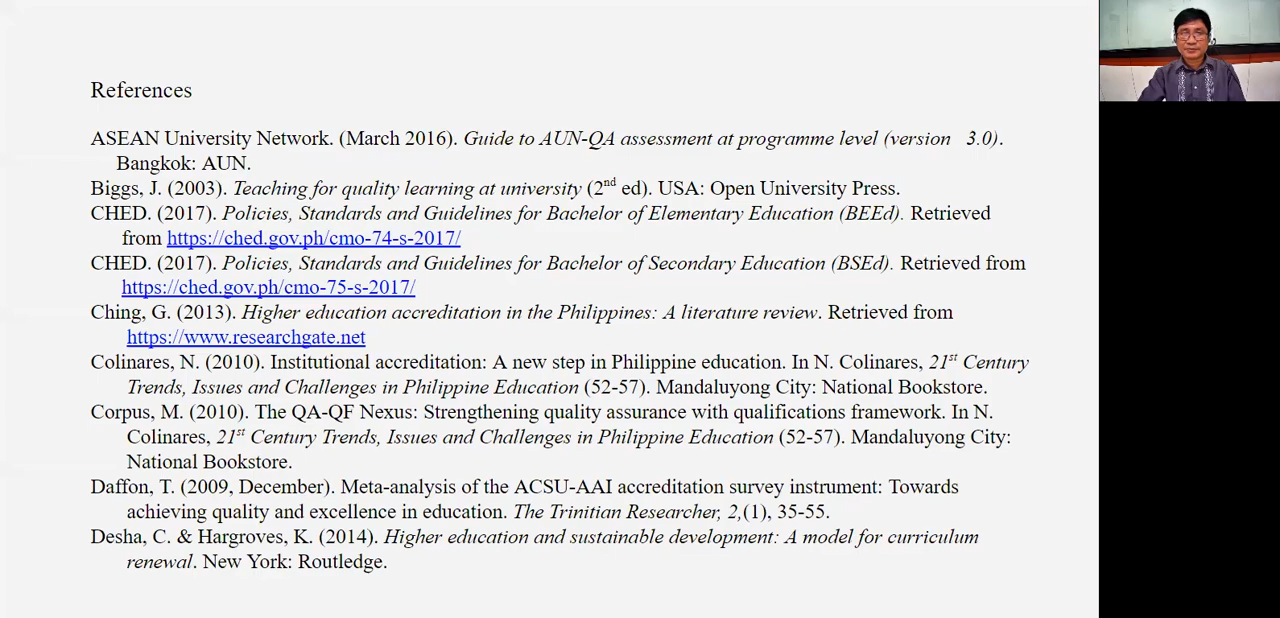 References
ASEAN University Network. (March 2016). Guide to AUN-QA assessment at programme level (version 3.0).
Bangkok: AUN.
Biggs, J. (2003). Teaching for quality learning at university (2nd ed). USA: Open University Press.
CHED. (2017). Policies, Standards and Guidelines for Bachelor of Elementary Education (BEEd). Retrieved
from https://ched.gov.ph/cmo-74-s-2017/
CHED. (2017). Policies, Standards and Guidelines for Bachelor of Secondary Education (BSEd). Retrieved from
https://ched.gov.ph/cmo-75-s-2017/
Ching, G. (2013). Higher education accreditation in the Philippines: A literature review. Retrieved from
https://www.researchgate.net
Colinares, N. (2010). Institutional accreditation: A new step in Philippine education. In N. Colinares, 21st Century
Trends, Issues and Challenges in Philippine Education (52-57). Mandaluyong City: National Bookstore.
Corpus, M. (2010). The QA-QF Nexus: Strengthening quality assurance with qualifications framework. In N.
Colinares, 21st Century Trends, Issues and Challenges in Philippine Education (52-57). Mandaluyong City:
National Bookstore.
Daffon, T. (2009, December). Meta-analysis of the ACSU-AAI accreditation survey instrument: Towards
achieving quality and excellence in education. The Trinitian Researcher, 2,(1), 35-55.
Desha, C. & Hargroves, K. (2014). Higher education and sustainable development: A model for curriculum
renewal. New York: Routledge.